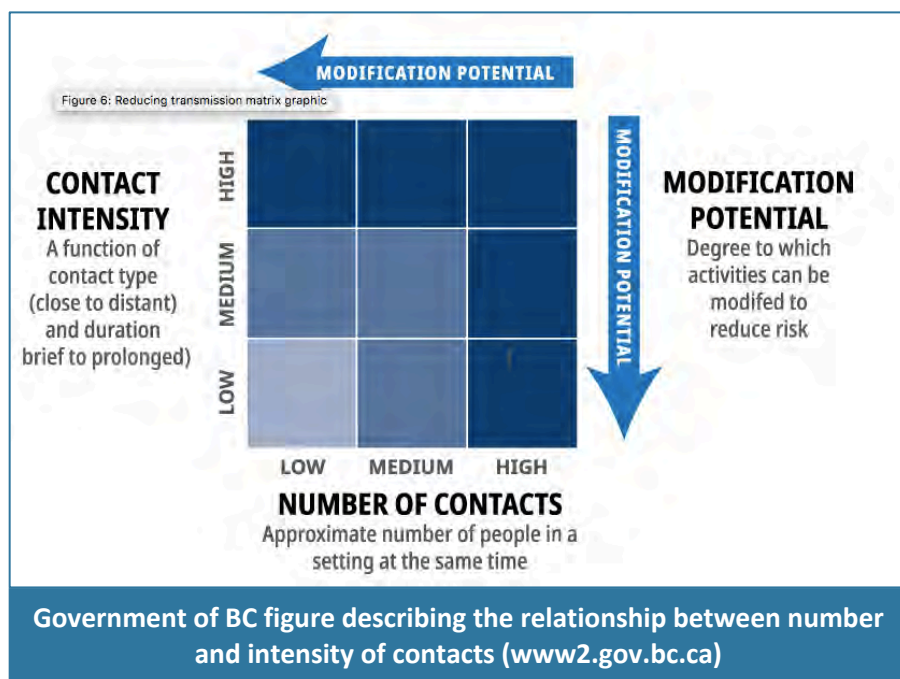 MODIFICATION POTENTIAL
Figure 6: Reducing transmission matrix graphic
CONTACT
INTENSITY
A function of
contact type
(close to distant)
and duration
brief to prolonged)
HIGH
MEDIUM
LOW
MODIFICATION POTENTIAL
MODIFICATION
POTENTIAL
Degree to which
activities can be
modifed to
reduce risk
LOW MEDIUM HIGH
NUMBER OF CONTACTS
Approximate number of people in a
setting at the same time
Government of BC figure describing the relationship between number
and intensity of contacts (www2.gov.bc.ca)